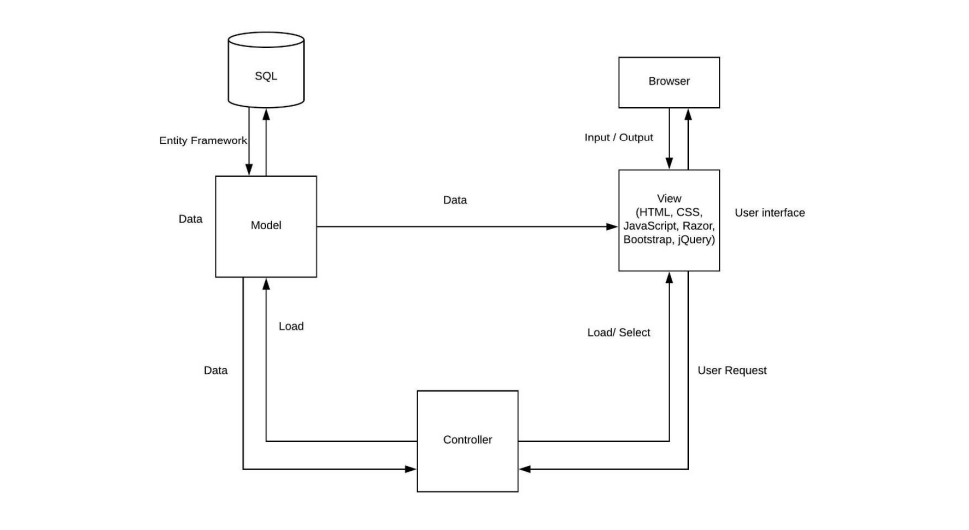 SQL
Browser
Entity Framework
Input / Output
Data
Model
Data
View
(HTML, CSS,
JavaScript, Razor,
Bootstrap, jQuery)
User interface
Load
Load/ Select
Data
User Request
Controller